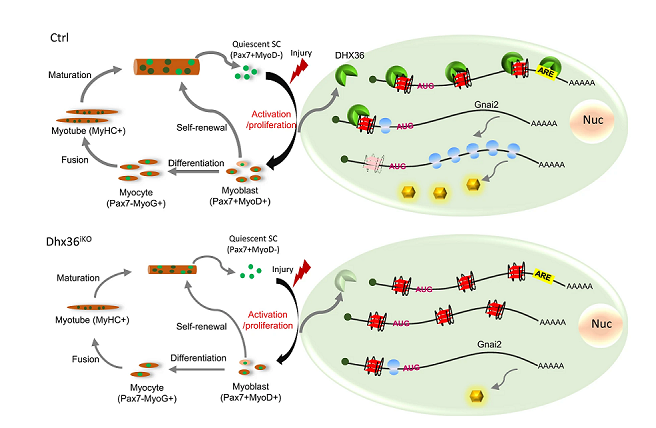 Ctrl
Quiescent SC
(Pax7+MyoD-)
Injury
DHX36
Maturation
AUG
ARE
AAAAA
Activation
/proliferation
Self-renewal
Myotube (MyHC+)
Gnai2
AUG
AAAAA
Nuc
Fusion
Differentiation
AUG
AAAAA
Myocyte
(Pax7-MyoG+)
Myoblast
(Pax7+MyoD+)
Dhx36iKO
Quiescent SC
(Pax7+MyoD-)
Injury
Maturation
AUG
ARE
AAAAA
Activation
/proliferation
Self-renewal
Myotube (MyHC+)
AUG
AAAAA
Nuc
Fusion
Differentiation
Gnai2
AUG
AAAAA
Myocyte
(Pax7-MyoG+)
Myoblast
(Pax7+MyoD+)